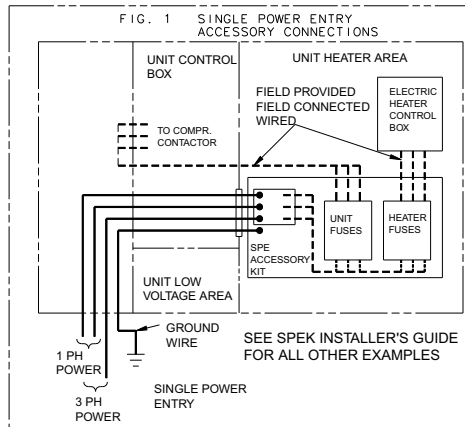 FIG. 1 SINGLE POWER ENTRY
ACCESSORY CONNECTIONS
UNIT CONTROL
BOX
UNIT HEATER AREA
FIELD PROVIDED
FIELD CONNECTED
WIRED
ELECTRIC
HEATER
CONTROL
BOX
TO COMPR.
CONTACTOR
UNIT
FUSES
HEATER
FUSES
SPE
ACCESSORY
KIT
UNIT LOW
VOLTAGE AREA
GROUND
WIRE
1 PH
POWER
3 PH
POWER
SINGLE POWER
ENTRY
SEE SPEK INSTALLER'S GUIDE
FOR ALL OTHER EXAMPLES